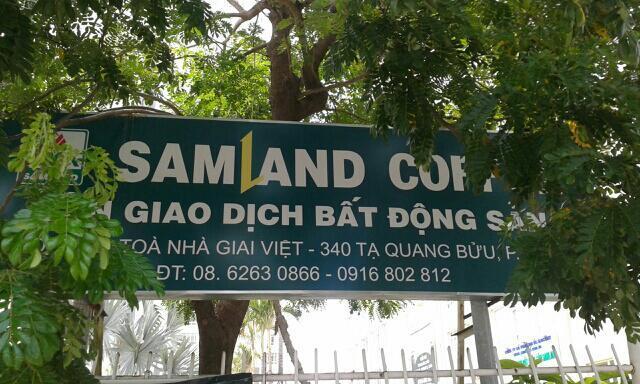 SAMLAND COR
GIAO DỊCH BẤT ĐỘNG SẢN
TOÀ NHÀ GIAI VIỆT - 340 TẠ QUANG BỬU, P.
ĐT: 08. 6263 0866 - 0916 802 812